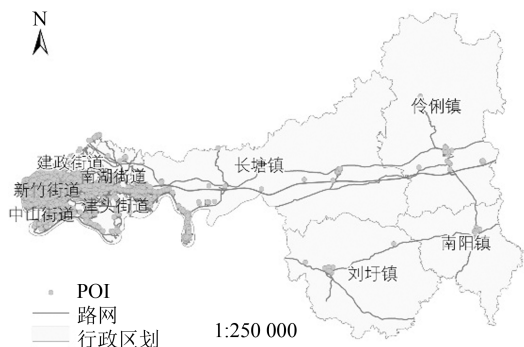 N
伶俐镇
长塘镇
建政街道
南湖街道
新竹街道
津头街道
中山街道
南阳镇
刘圩镇
POI
路网
行政区划
1:250 000